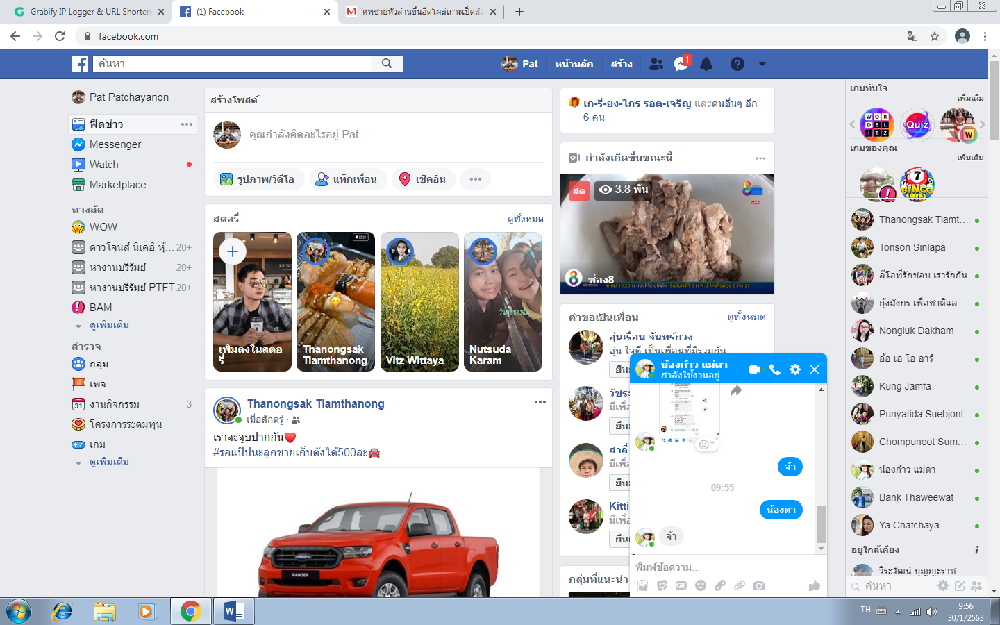 Grabify IP Logger & URL Shorten
(1) Facebook
ศพชายหัวล้านขึ้นอืดโผล่เกาะเป็ดสัต
facebook.com
ค้นหา
Pat
หน้าหลัก
สร้าง
1
Pat Patchayanon
ฟีดข่าว
Messenger
Watch
Marketplace
ทางลัด
WOW
ดาวโจนส์ นิเคอิ หุ้...
20+
หางานบุรีรัมย์
20+
หางานบุรีรัมย์ PTFT
20+
BAM
ดูเพิ่มเติม...
สำรวจ
กลุ่ม
เพจ
งานกิจกรรม
3
โครงการระดมทุน
เกม
ดูเพิ่มเติม...
สร้างโพสต์
คุณกำลังคิดอะไรอยู่ Pat
รูปภาพ/วิดีโอ
แท็กเพื่อน
เช็คอิน
สตอรี่
ดูทั้งหมด
เพิ่มลงในสตอ
รี่
Thanongsak
Tiamthanong
Vitz Wittaya
Nutsuda
Karam
Thanongsak Tiamthanong
เมื่อสักครู่ ·
เราจะจูบปากกัน❤️
#รอแป๊ปนะลูกชายเก็บตังได้500ละ🚘
RANGER
เก-รี-ยง-ไกร รอด-เจริญ และคนอื่นๆ อีก
6 คน
กำลังเกิดขึ้นขณะนี้
สด
3.8 พัน
ช่อง8
คำขอเป็นเพื่อน
ดูทั้งหมด
อุ่นเรือน จันทร์ยวง
อุ่น ใจดี เป็นเพื่อนที่มีร่วมกัน
ยืนย
วัชระ
มีเพื่อ
ยืนย
สาลี่
มีเพื่อ
ยืนย
Kitti
มีเพื่อ
ยืนย
กลุ่มที่แนะนำ
น้องก้าว แม่ดา
กำลังใช้งานอยู่
จ้า
09:55
น้องดา
จ้า
พิมพ์ข้อความ...
GIF
เกมทันใจ
เพิ่มเติม
WORDBLITZ
Quiz
W
เกมของคุณ
เพิ่มเติม
7
BINGO
WIN
Thanongsak Tiamt...
Tonson Sinlapa
ลีโอที่รักชอบ เรารักกัน
กุ้งมังกร เพื่อชาติแล...
Nongluk Dakham
อ้อ เอ โอ อาร์
Kung Jamfa
Punyatida Suebjont
Chompunoot Sum...
น้องก้าว แม่ดา
Bank Thaweewat
Ya Chatchaya
อยู่ใกล้เคียง
วีระวัฒน์ บุญญะราช
ค้นหา
TH
9:56
30/1/2563